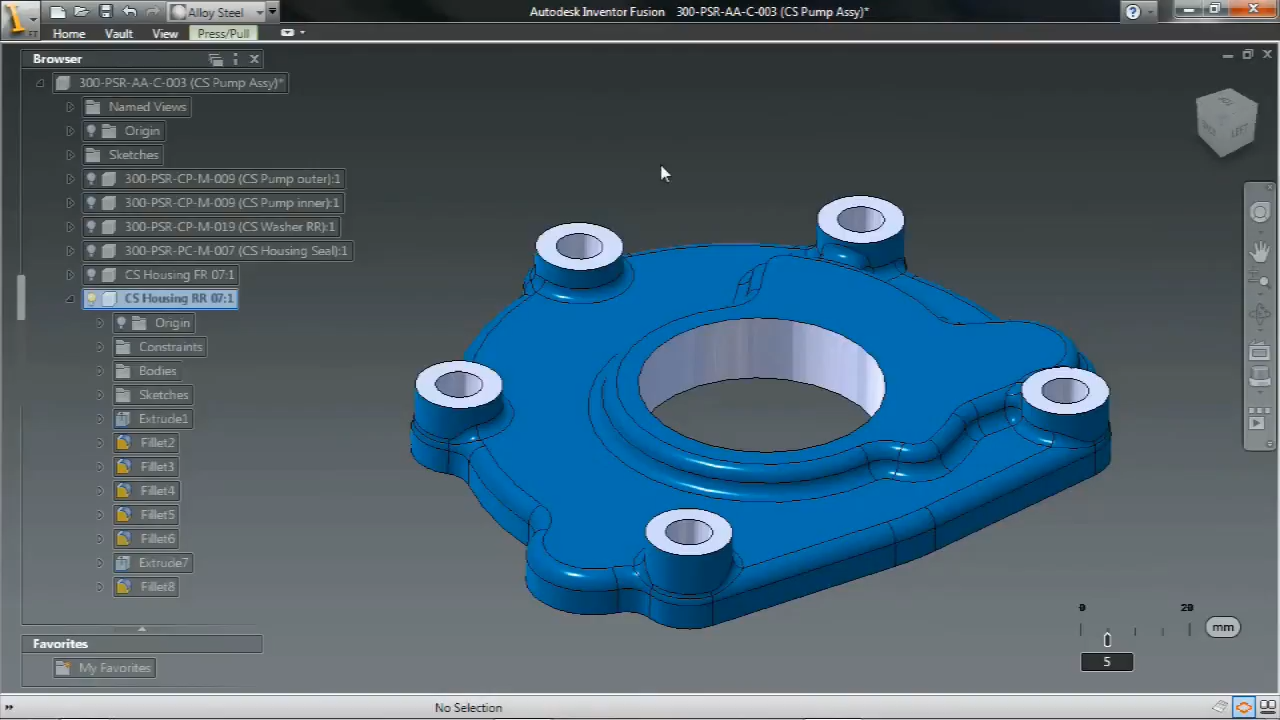 Alloy Steel
Autodesk Inventor Fusion 300-PSR-AA-C-003 (CS Pump Assy)*
Home Vault View Press/Pull
Browser
300-PSR-AA-C-003 (CS Pump Assy)*
Named Views
Origin
Sketches
300-PSR-CP-M-009 (CS Pump outer):1
300-PSR-CP-M-009 (CS Pump inner):1
300-PSR-CP-M-019 (CS Washer RR):1
300-PSR-PC-M-007 (CS Housing Seal):1
CS Housing FR 07:1
CS Housing RR 07:1
Origin
Constraints
Bodies
Sketches
Extrude1
Fillet2
Fillet3
Fillet4
Fillet5
Fillet6
Extrude7
Fillet8
LEFT
0 20
mm
5
Favorites
My Favorites
No Selection